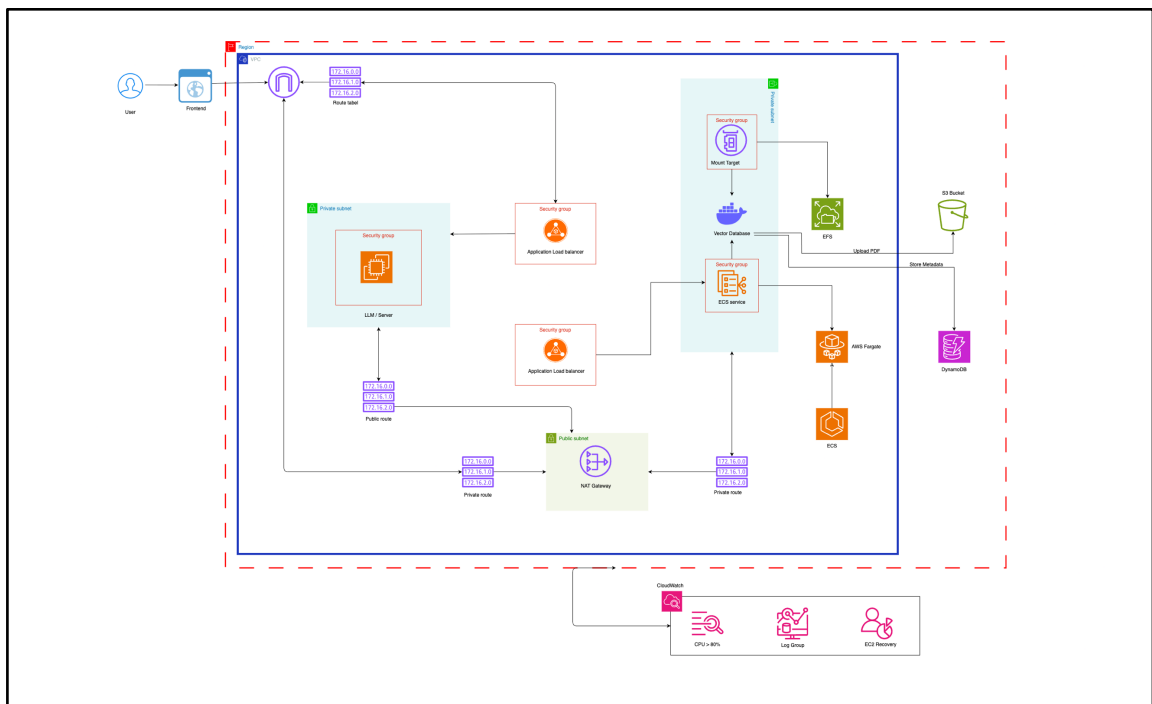 Region
VPC
172.16.0.0
172.16.1.0
172.16.2.0
Route tabel
User
Frontend
Private subnet
Security group
Mount Target
Vector Database
Security group
ECS service
EFS
S3 Bucket
Upload PDF
Store Metadata
AWS Fargate
DynamoDB
ECS
Private subnet
Security group
LLM / Server
Security group
Application Load balancer
Security group
Application Load balancer
172.16.0.0
172.16.1.0
172.16.2.0
Public route
Public subnet
NAT Gateway
172.16.0.0
172.16.1.0
172.16.2.0
Private route
172.16.0.0
172.16.1.0
172.16.2.0
Private route
CloudWatch
CPU > 80%
Log Group
EC2 Recovery